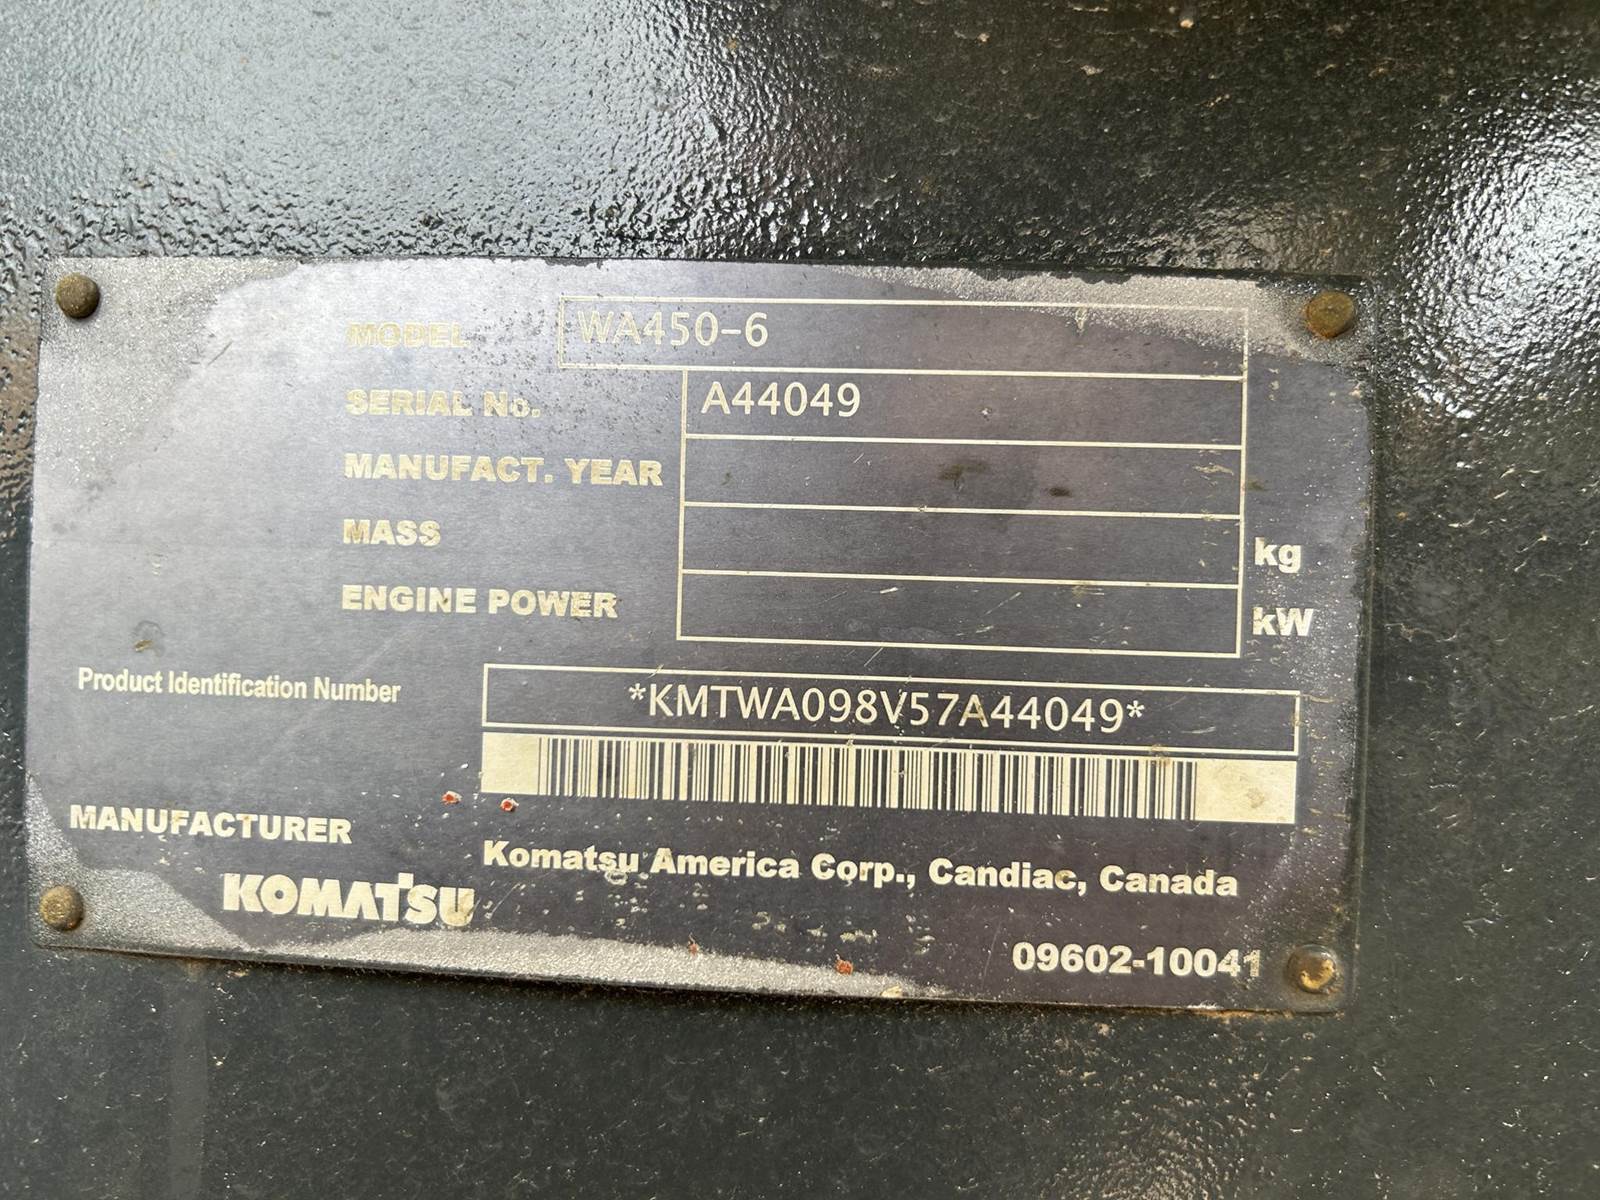 MODEL WA450-6
SERIAL No. A44049
MANUFACT. YEAR
MASS kg
ENGINE POWER kW
Product Identification Number *KMTWA098V57A44049*
MANUFACTURER Komatsu America Corp., Candiac, Canada
KOMATSU
09602-10041